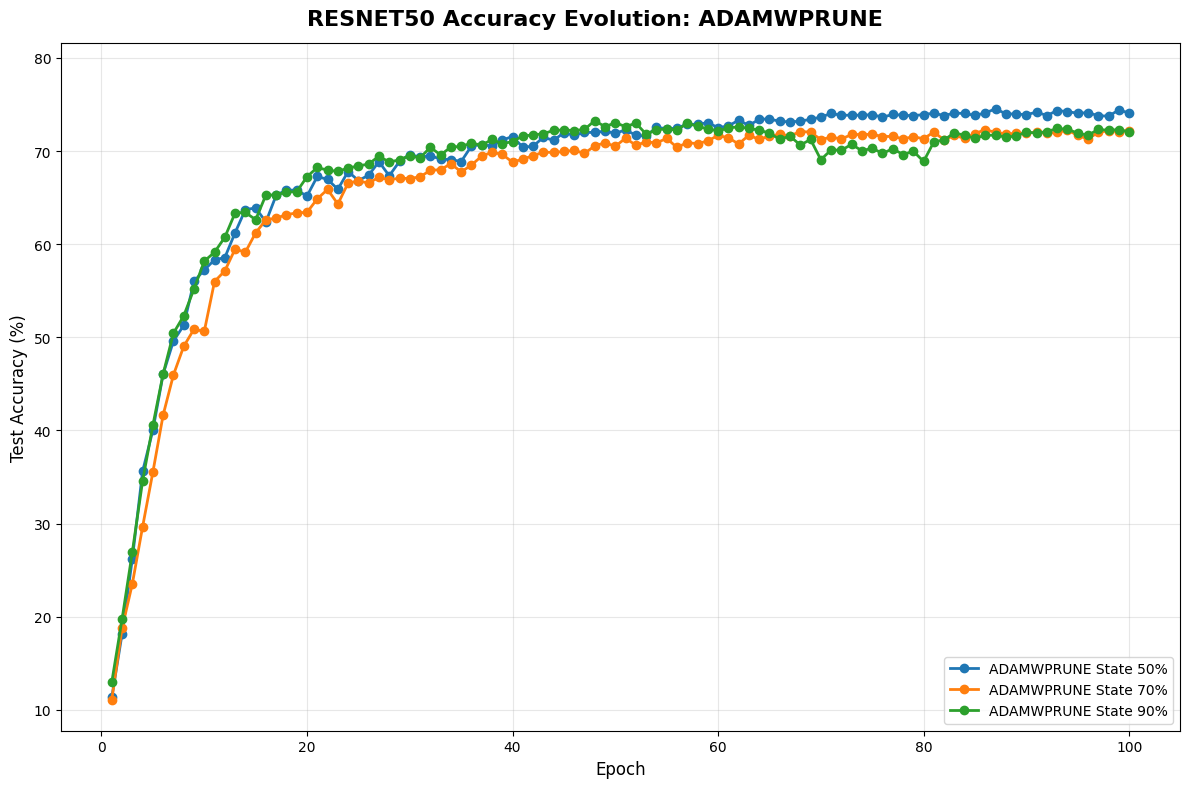 RESNET50 Accuracy Evolution: ADAMWPRUNE
80
70
60
50
40
30
20
10
Test Accuracy (%)
0
20
40
60
80
100
Epoch
ADAMWPRUNE State 50%
ADAMWPRUNE State 70%
ADAMWPRUNE State 90%